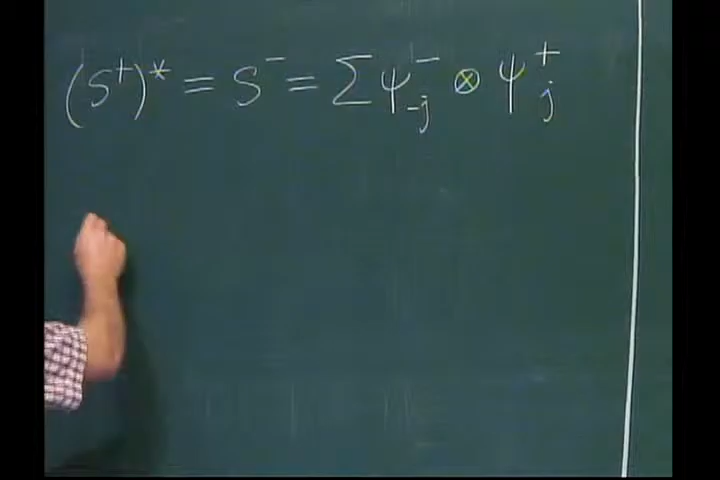 (S⁺)* = S⁻ = Σ ψ⁻₋ⱼ ⊗ ψ⁺ⱼ